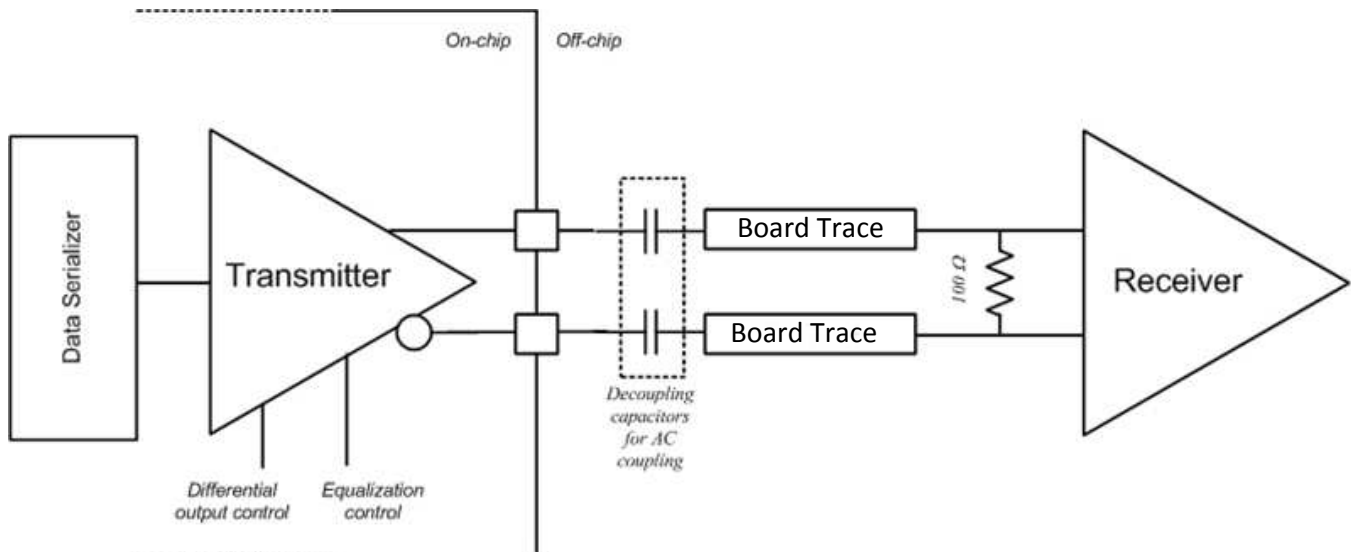 On-chip
Off-chip
Data Serializer
Transmitter
Board Trace
Board Trace
100 Ω
Receiver
Decoupling
capacitors
for AC
coupling
Differential
output control
Equalization
control